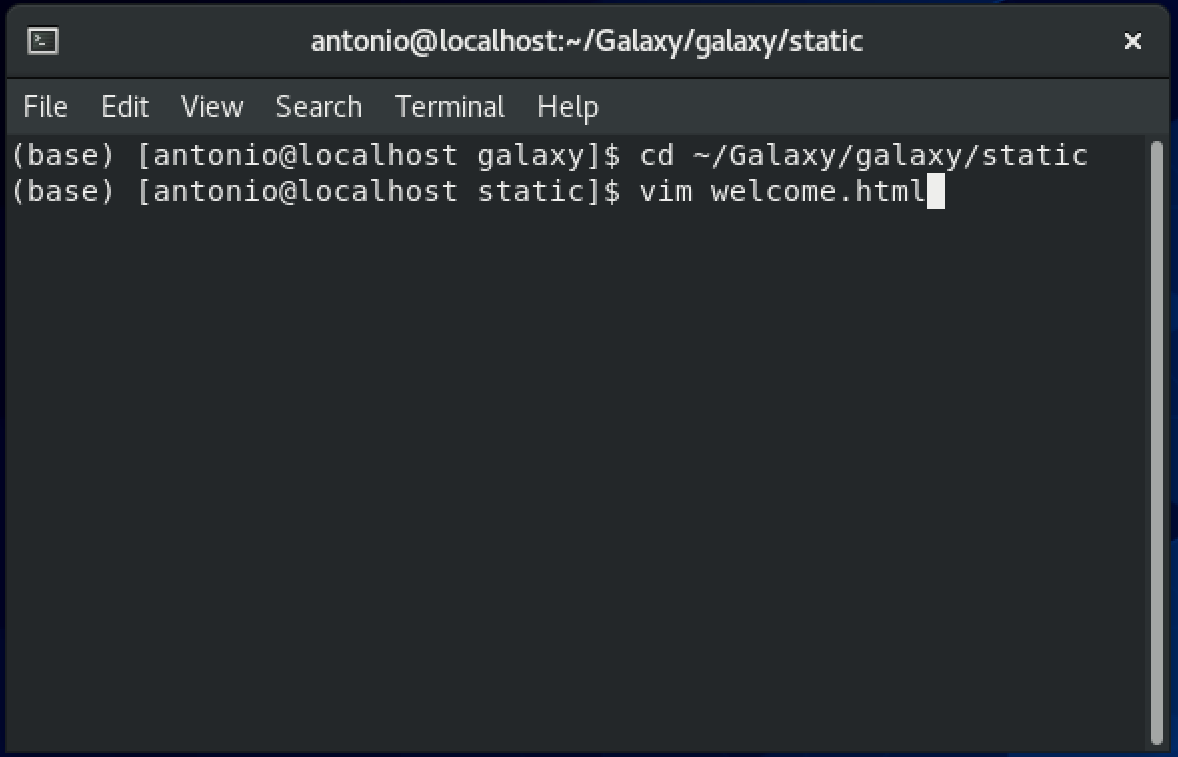 antonio@localhost:~/Galaxy/galaxy/static
File Edit View Search Terminal Help
(base) [antonio@localhost galaxy]$ cd ~/Galaxy/galaxy/static
(base) [antonio@localhost static]$ vim welcome.html